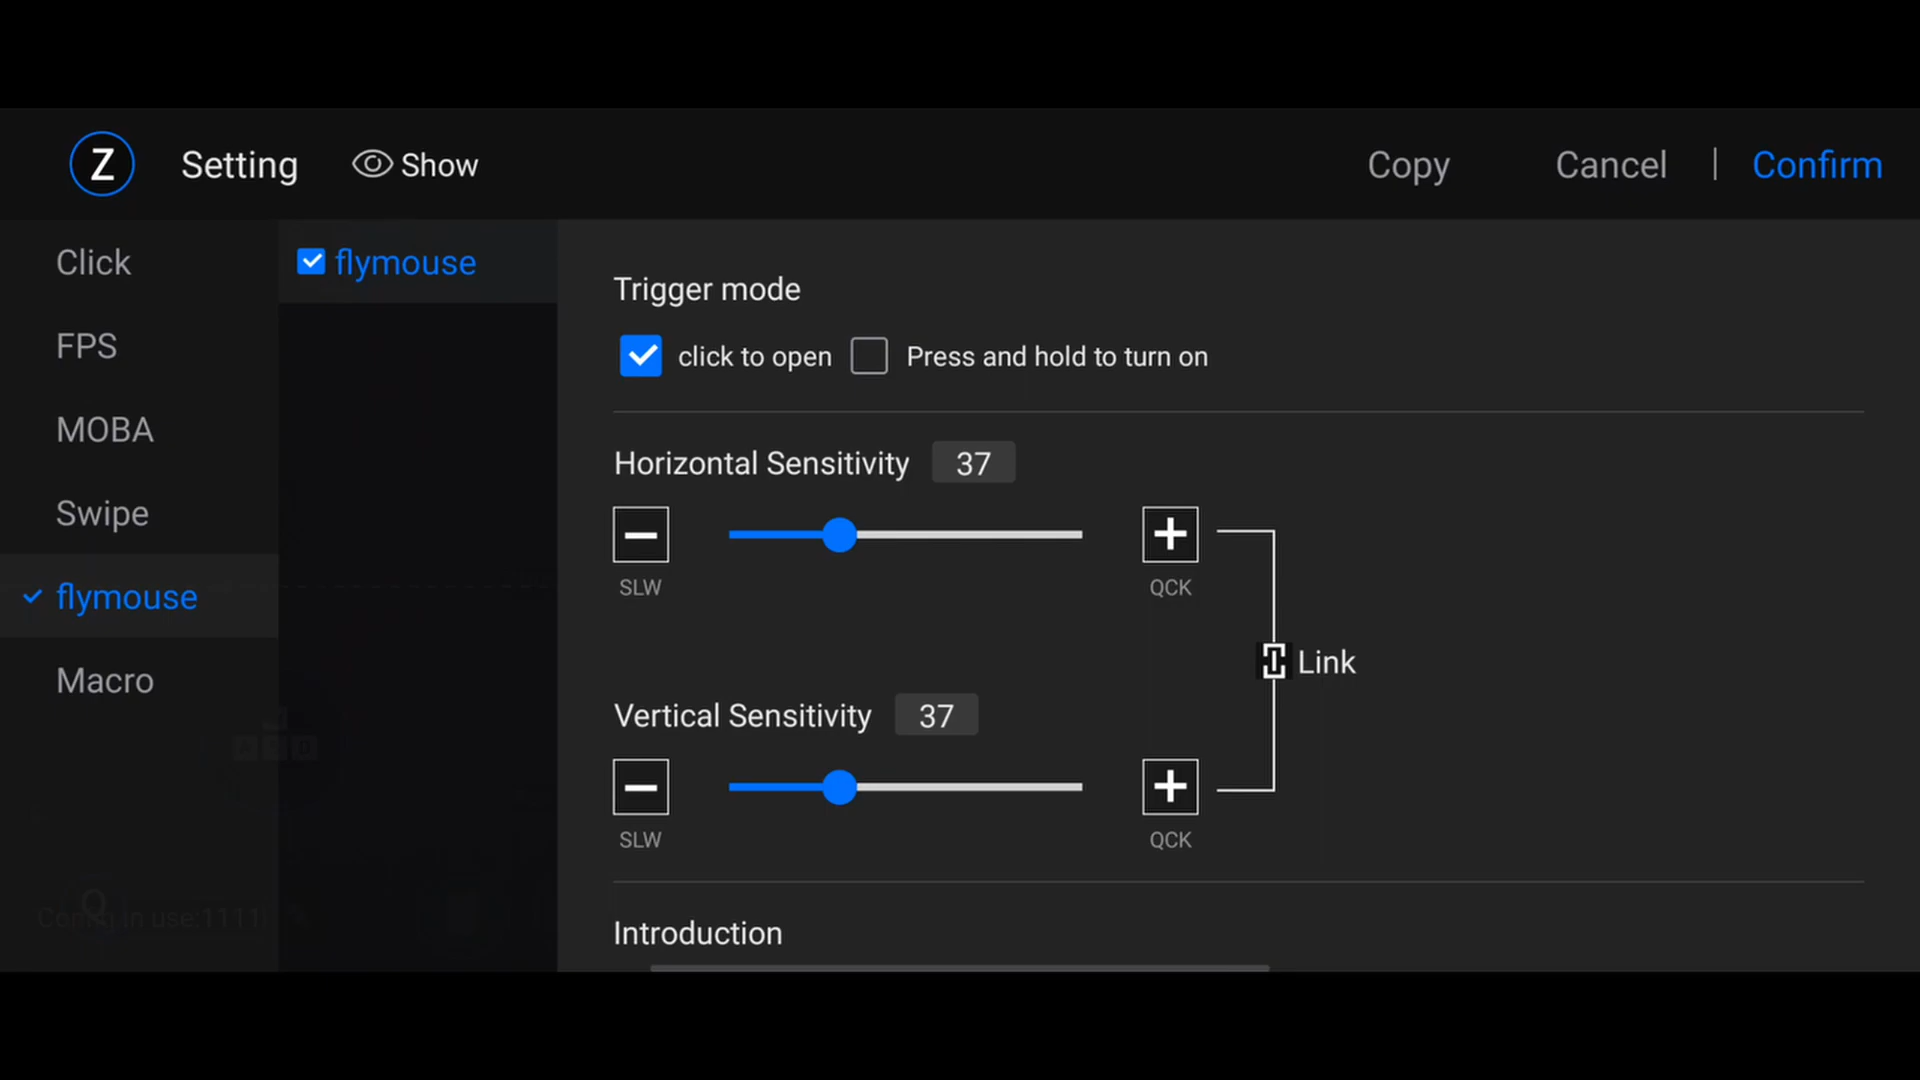 Z Setting Show Copy Cancel | Confirm
Click
FPS
MOBA
Swipe
flymouse
Macro
flymouse
Trigger mode
click to open Press and hold to turn on
Horizontal Sensitivity 37
SLW QCK
Link
Vertical Sensitivity 37
SLW QCK
Introduction